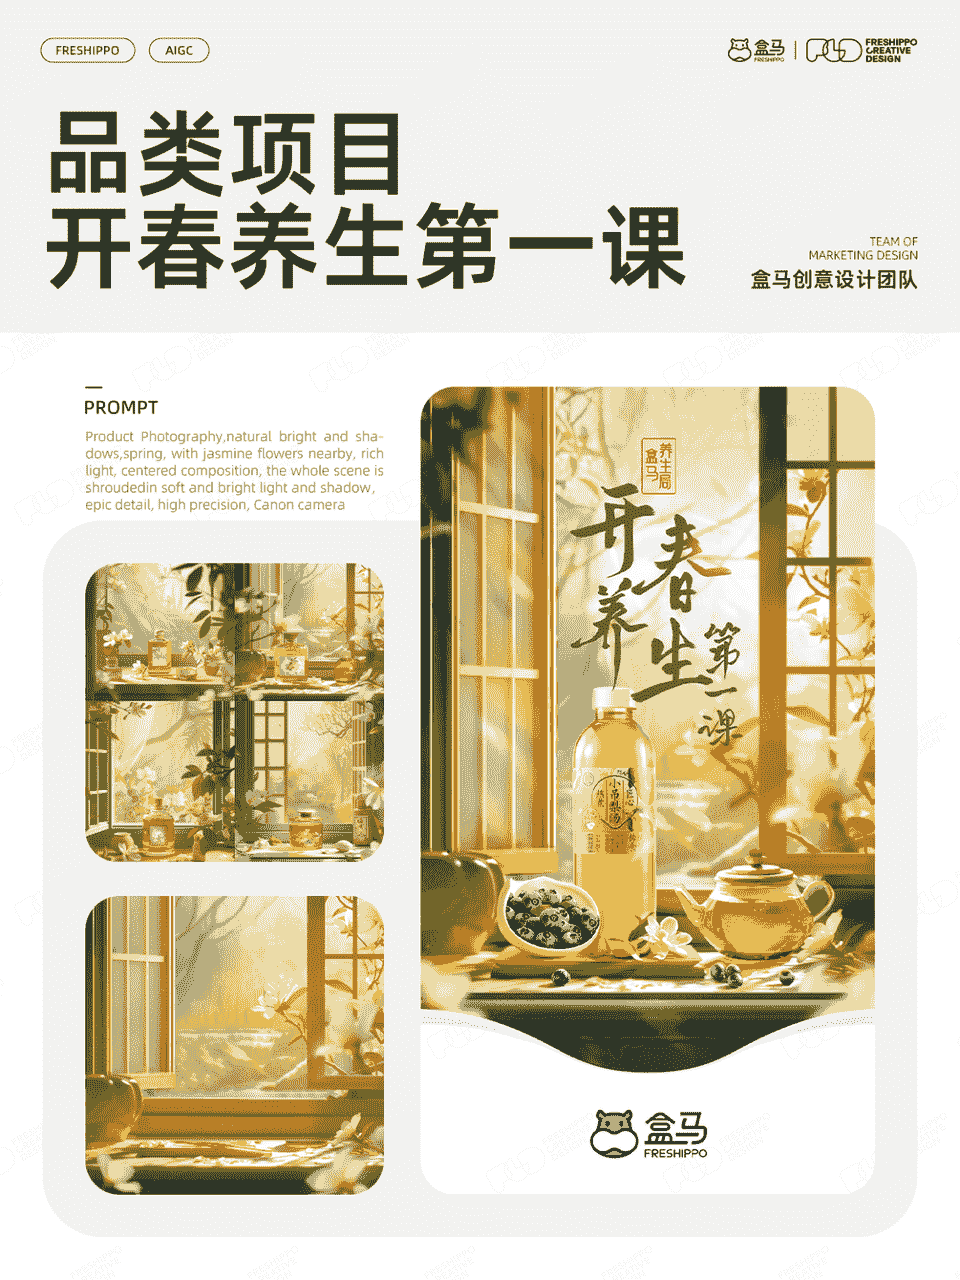 FRESHIPPO
AIGC
盒马
FRESHIPPO
FRESHIPPO
CREATIVE
DESIGN
品类项目
开春养生第一课
TEAM OF
MARKETING DESIGN
盒马创意设计团队
PROMPT
Product Photography,natural bright and sha-
dows,spring, with jasmine flowers nearby, rich
light, centered composition, the whole scene is
shroudedin soft and bright light and shadow,
epic detail, high precision, Canon camera
养生局
盒马
开春
养生
第一课
小吊梨汤
盒马
FRESHIPPO